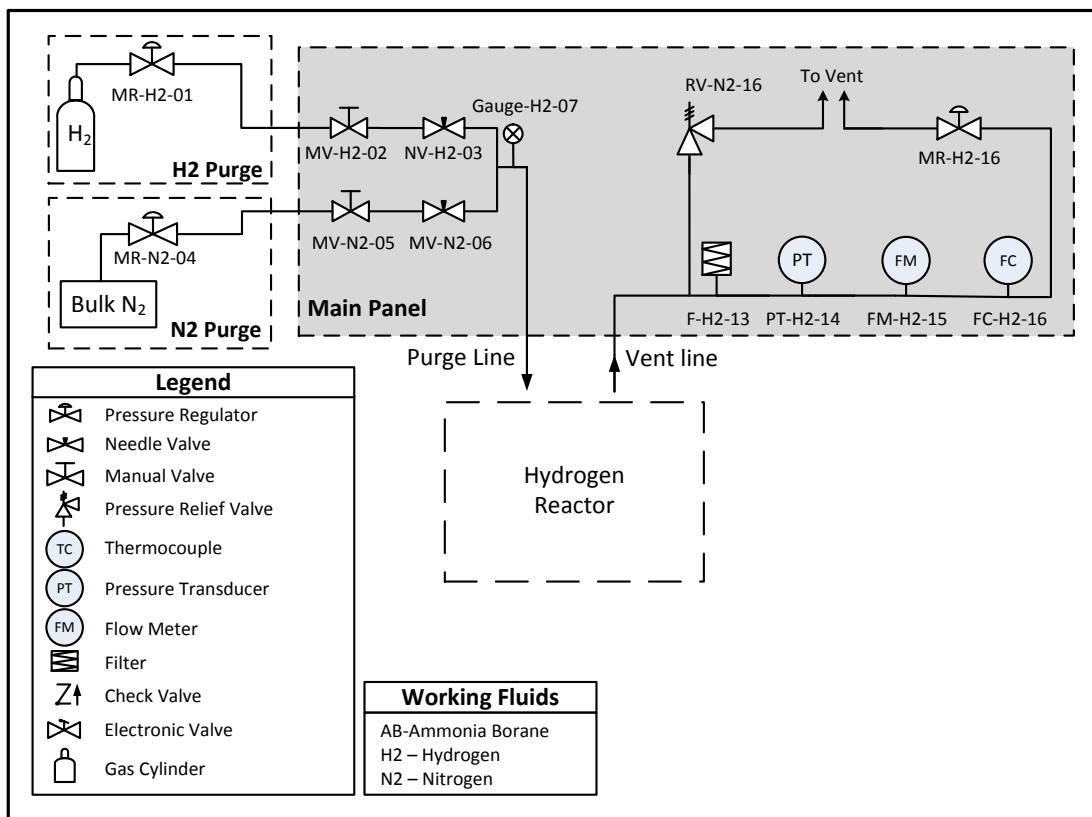 MR-H2-01
H2
H2 Purge
MR-N2-04
Bulk N2
N2 Purge
Gauge-H2-07
MV-H2-02
NV-H2-03
MV-N2-05
MV-N2-06
Main Panel
RV-N2-16
To Vent
MR-H2-16
PT
FM
FC
F-H2-13
PT-H2-14
FM-H2-15
FC-H2-16
Purge Line
Vent line
Hydrogen
Reactor
Legend
Pressure Regulator
Needle Valve
Manual Valve
Pressure Relief Valve
TC
Thermocouple
PT
Pressure Transducer
FM
Flow Meter
Filter
Check Valve
Electronic Valve
Gas Cylinder
Working Fluids
AB-Ammonia Borane
H2 – Hydrogen
N2 – Nitrogen